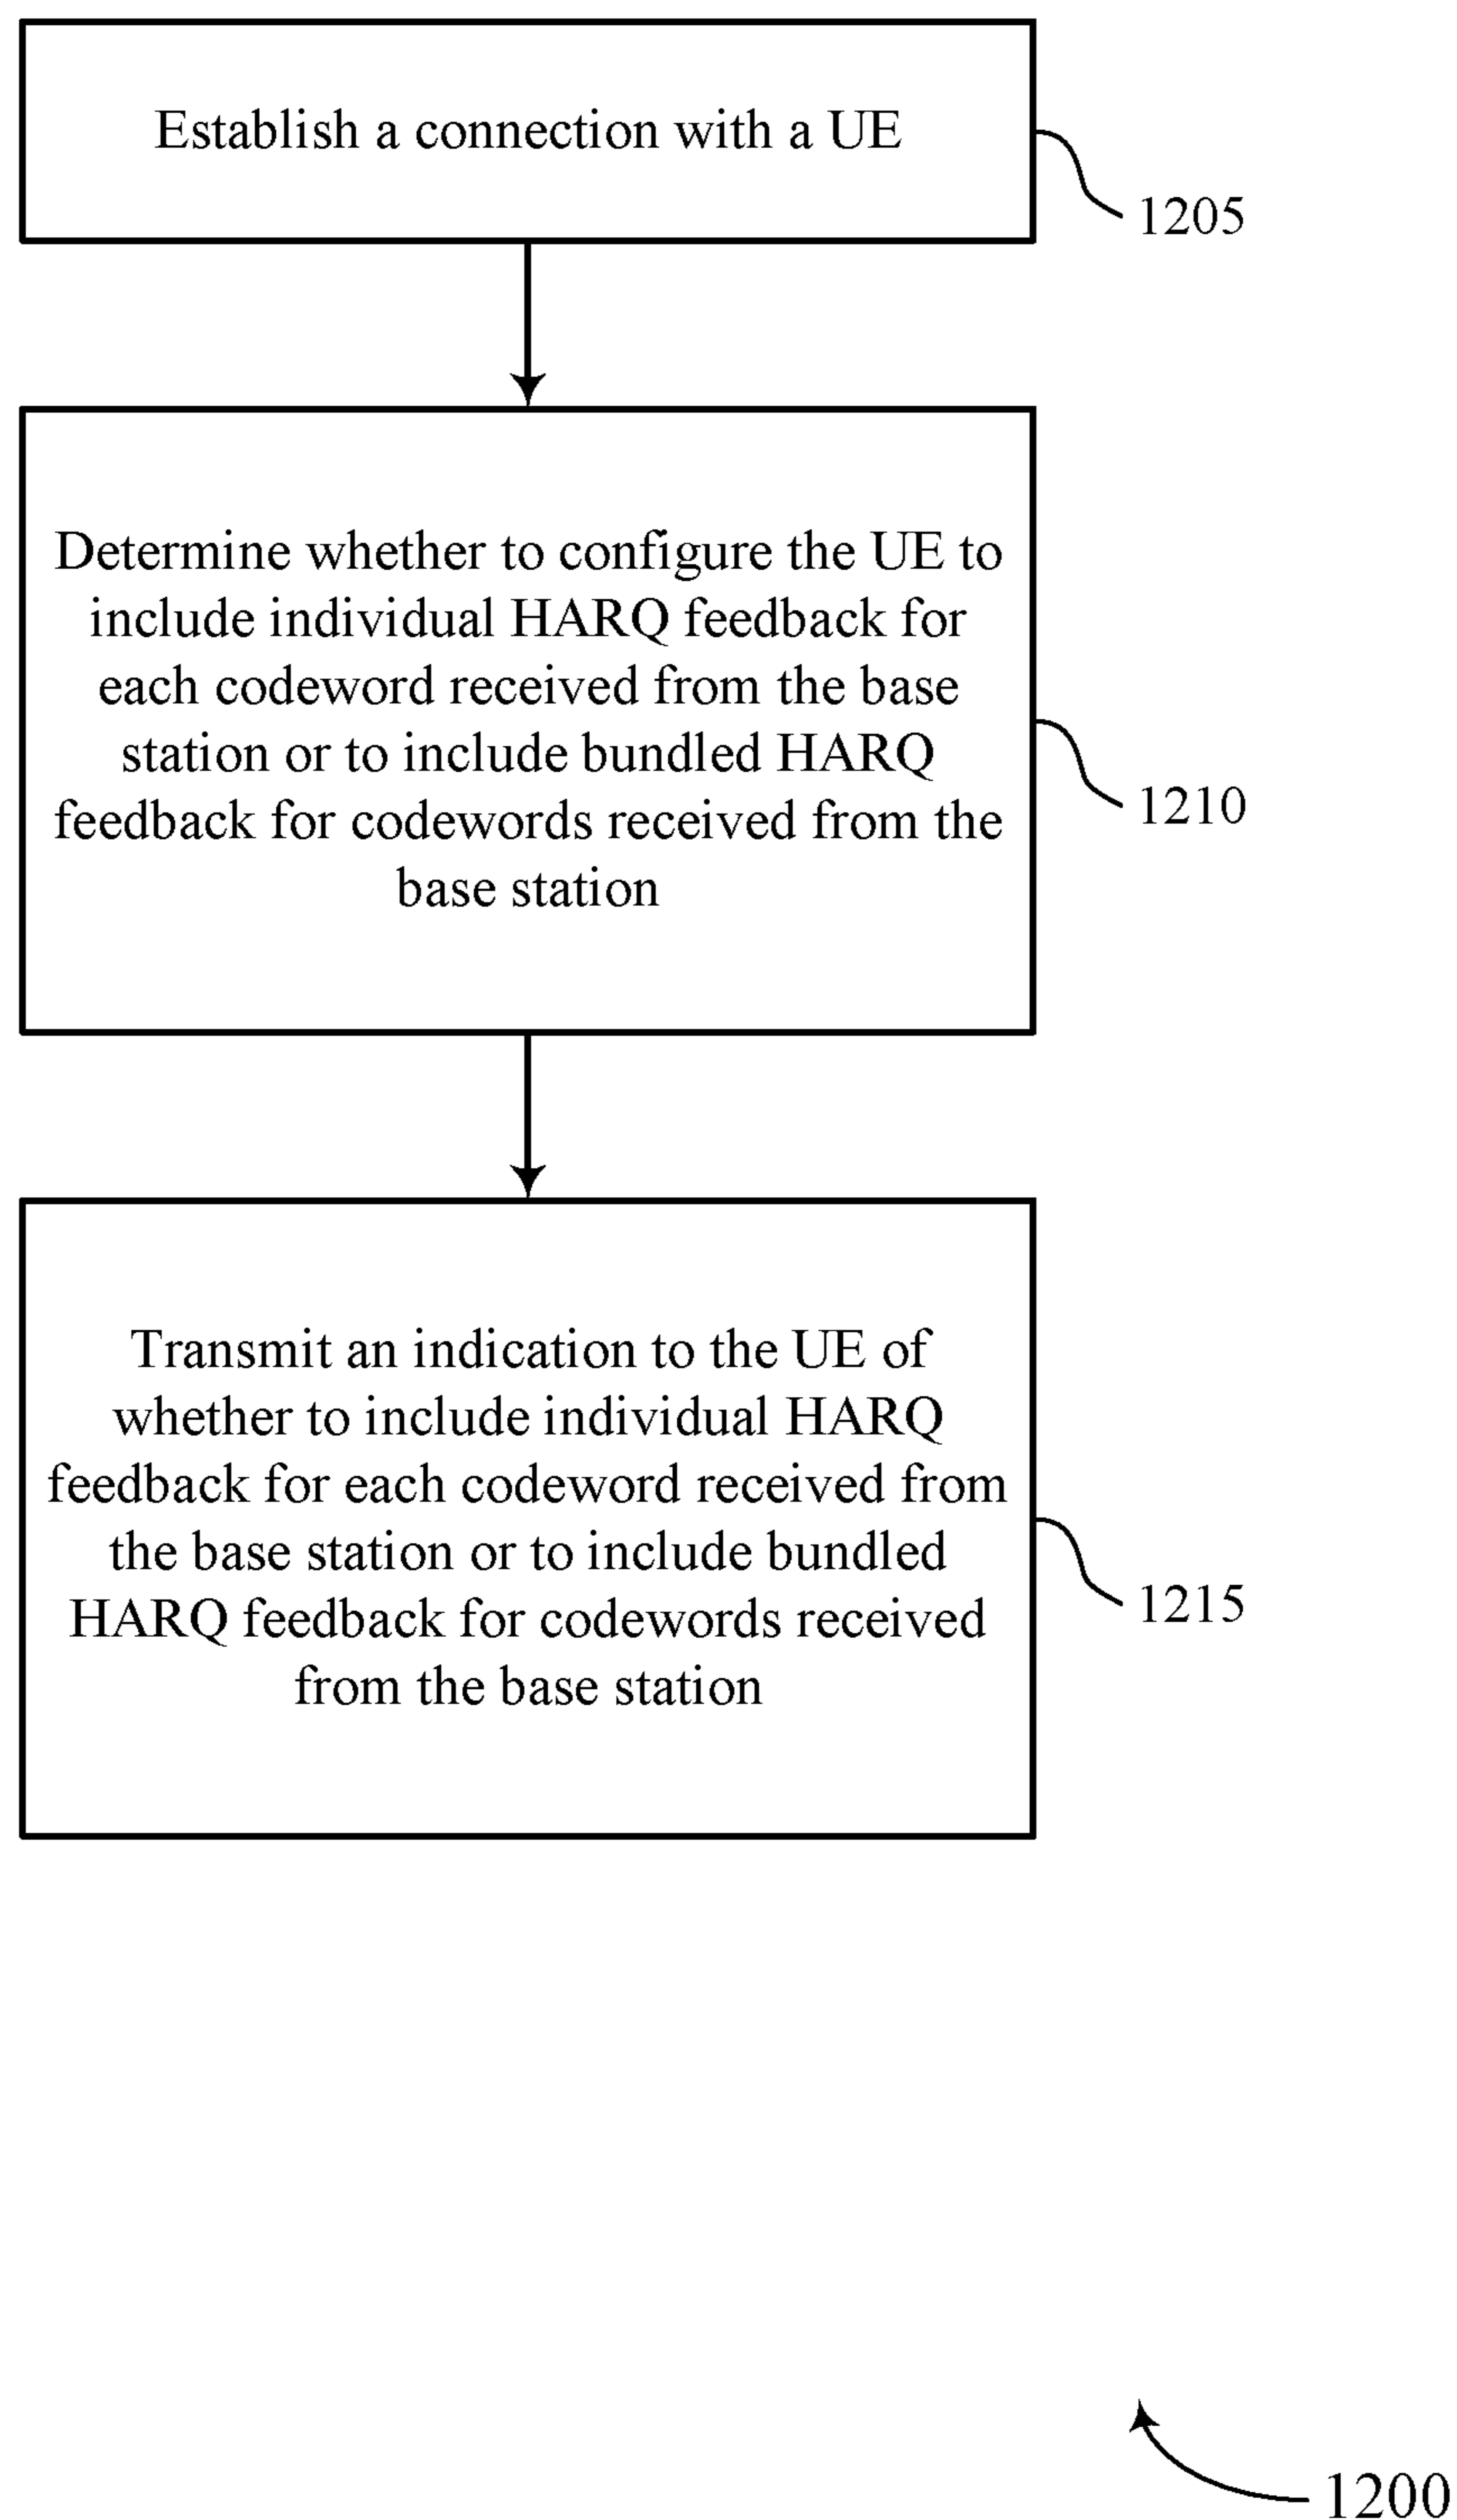 Establish a connection with a UE
1205
Determine whether to configure the UE to
include individual HARQ feedback for
each codeword received from the base
station or to include bundled HARQ
feedback for codewords received from the
base station
1210
Transmit an indication to the UE of
whether to include individual HARQ
feedback for each codeword received from
the base station or to include bundled
HARQ feedback for codewords received
from the base station
1215
1200